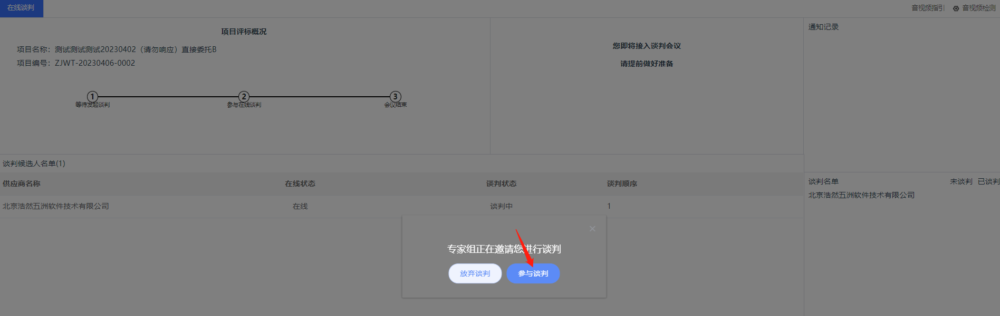 在线谈判
音视频指引 音视频检测
项目评标概况
项目名称：测试测试测试20230402（请勿响应）直接委托B
项目编号：ZJWT-20230406-0002
1 2 3
等待发起谈判 参与在线谈判 会议结束
您即将接入谈判会议
请提前做好准备
通知记录
谈判候选人名单(1)
供应商名称 在线状态 谈判状态 谈判顺序
北京浩然五洲软件技术有限公司 在线 谈判中 1
谈判名单 未谈判 已谈判
北京浩然五洲软件技术有限公司
专家组正在邀请您进行谈判
放弃谈判 参与谈判